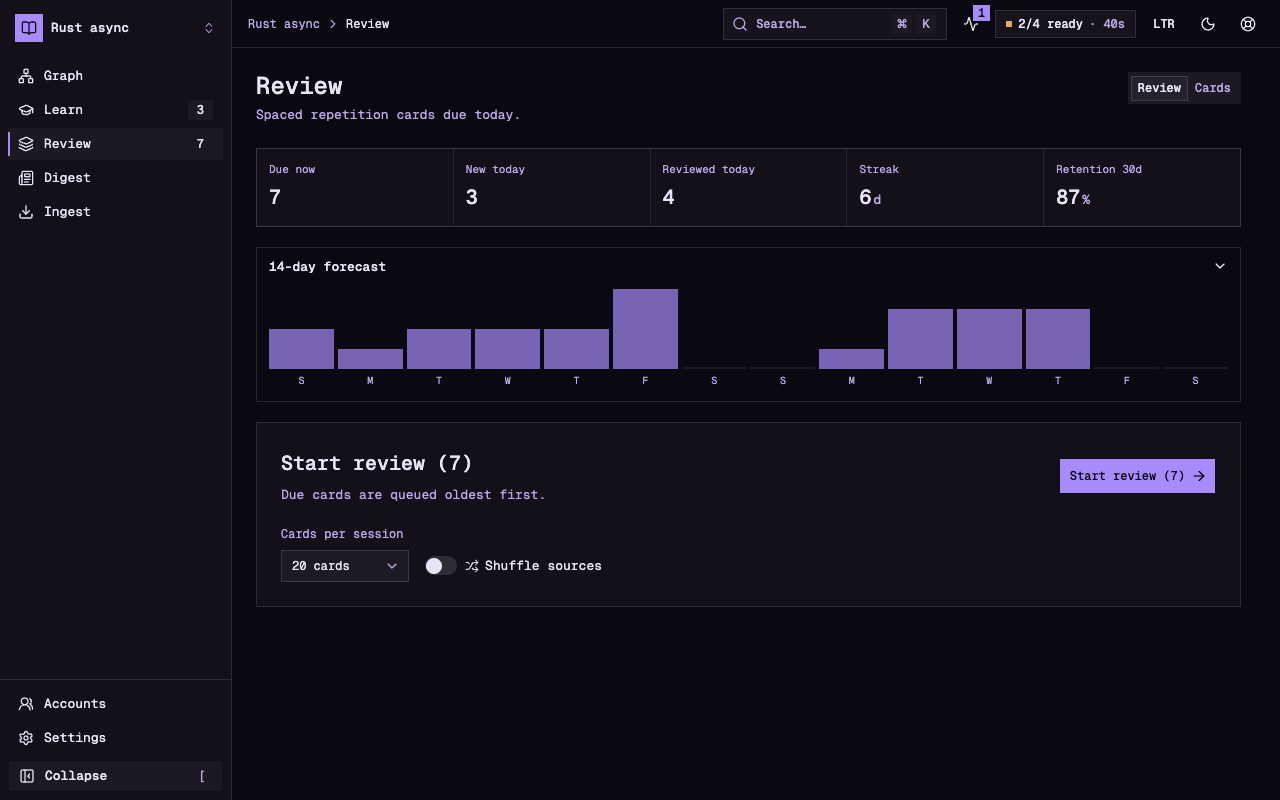 Rust async
Graph
Learn 3
Review 7
Digest
Ingest
Accounts
Settings
Collapse [
Rust async > Review
Search… ⌘ K
1
2/4 ready · 40s
LTR
Review
Spaced repetition cards due today.
Review Cards
Due now
7
New today
3
Reviewed today
4
Streak
6d
Retention 30d
87%
14-day forecast
S M T W T F S S M T W T F S
Start review (7)
Due cards are queued oldest first.
Start review (7) →
Cards per session
20 cards
Shuffle sources